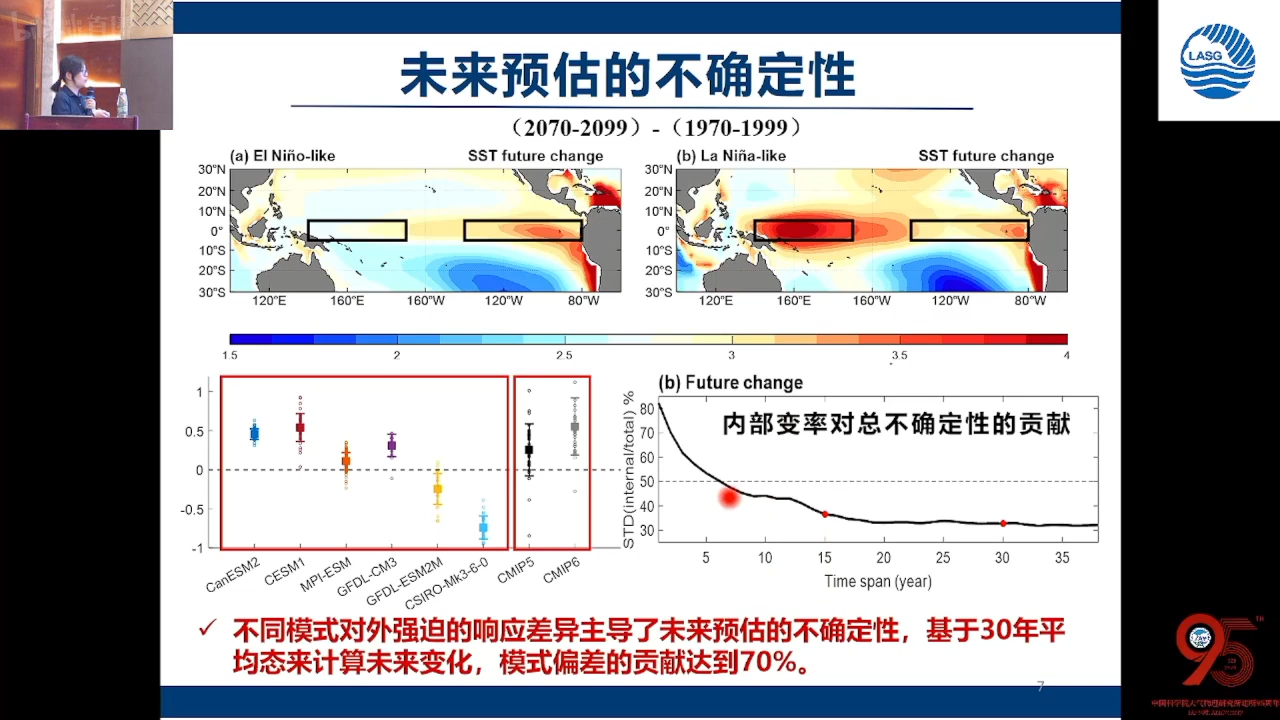 未来预估的不确定性
LASG
（2070-2099）-（1970-1999）
(a) El Niño-like SST future change
(b) La Niña-like SST future change
30°N
20°N
10°N
0°
10°S
20°S
30°S
120°E 160°E 160°W 120°W 80°W
30°N
20°N
10°N
0°
10°S
20°S
30°S
120°E 160°E 160°W 120°W 80°W
1.5 2 2.5 3 3.5 4
1
0.5
0
-0.5
-1
CanESM2 CESM1 MPI-ESM GFDL-CM3 GFDL-ESM2M CSIRO-Mk3-6-0 CMIP5 CMIP6
(b) Future change
内部变率对总不确定性的贡献
STD(internal/total) %
80
70
60
50
40
30
5 10 15 20 25 30 35
Time span (year)
✓ 不同模式对外强迫的响应差异主导了未来预估的不确定性，基于30年平
均态来计算未来变化，模式偏差的贡献达到70%。
7
95TH